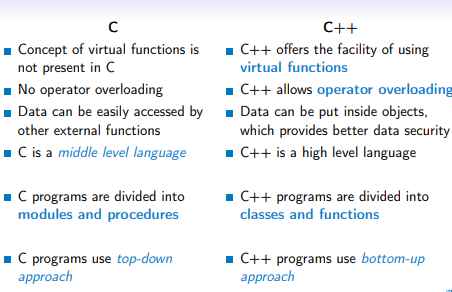 C
Concept of virtual functions is
not present in C
No operator overloading
Data can be easily accessed by
other external functions
C is a middle level language
C programs are divided into
modules and procedures
C programs use top-down
approach
C++
C++ offers the facility of using
virtual functions
C++ allows operator overloading
Data can be put inside objects,
which provides better data security
C++ is a high level language
C++ programs are divided into
classes and functions
C++ programs use bottom-up
approach